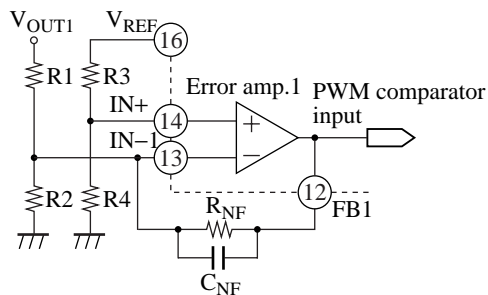 VOUT1
VREF
16
R1
R3
Error amp.1
PWM comparator
input
IN+
14
+
IN−1
13
−
R2
R4
12
FB1
RNF
CNF